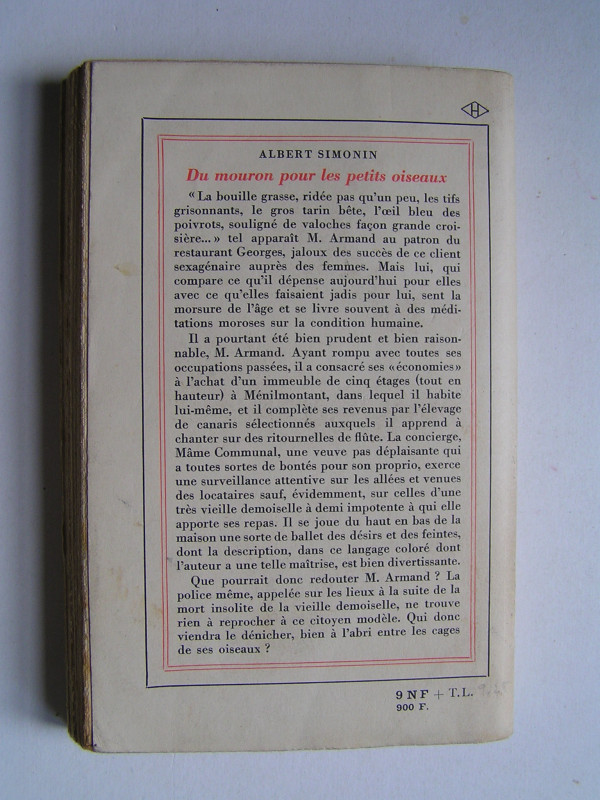 H
ALBERT SIMONIN
Du mouron pour les petits oiseaux
« La bouille grasse, ridée pas qu'un peu, les tifs
grisonnants, le gros tarin bête, l'œil bleu des
poivrots, souligné de valoches façon grande croi-
sière... » tel apparaît M. Armand au patron du
restaurant Georges, jaloux des succès de ce client
sexagénaire auprès des femmes. Mais lui, qui
compare ce qu'il dépense aujourd'hui pour elles
avec ce qu'elles faisaient jadis pour lui, sent la
morsure de l'âge et se livre souvent à des médi-
tations moroses sur la condition humaine.
Il a pourtant été bien prudent et bien raison-
nable, M. Armand. Ayant rompu avec toutes ses
occupations passées, il a consacré ses « économies »
à l'achat d'un immeuble de cinq étages (tout en
hauteur) à Ménilmontant, dans lequel il habite
lui-même, et il complète ses revenus par l'élevage
de canaris sélectionnés auxquels il apprend à
chanter sur des ritournelles de flûte. La concierge,
Mâme Communal, une veuve pas déplaisante qui
a toutes sortes de bontés pour son proprio, exerce
une surveillance attentive sur les allées et venues
des locataires sauf, évidemment, sur celles d'une
très vieille demoiselle à demi impotente à qui elle
apporte ses repas. Il se joue du haut en bas de la
maison une sorte de ballet des désirs et des feintes,
dont la description, dans ce langage coloré dont
l'auteur a une telle maîtrise, est bien divertissante.
Que pourrait donc redouter M. Armand ? La
police même, appelée sur les lieux à la suite de la
mort insolite de la vieille demoiselle, ne trouve
rien à reprocher à ce citoyen modèle. Qui donc
viendra le dénicher, bien à l'abri entre les cages
de ses oiseaux ?
9 NF + T.L.
900 F.